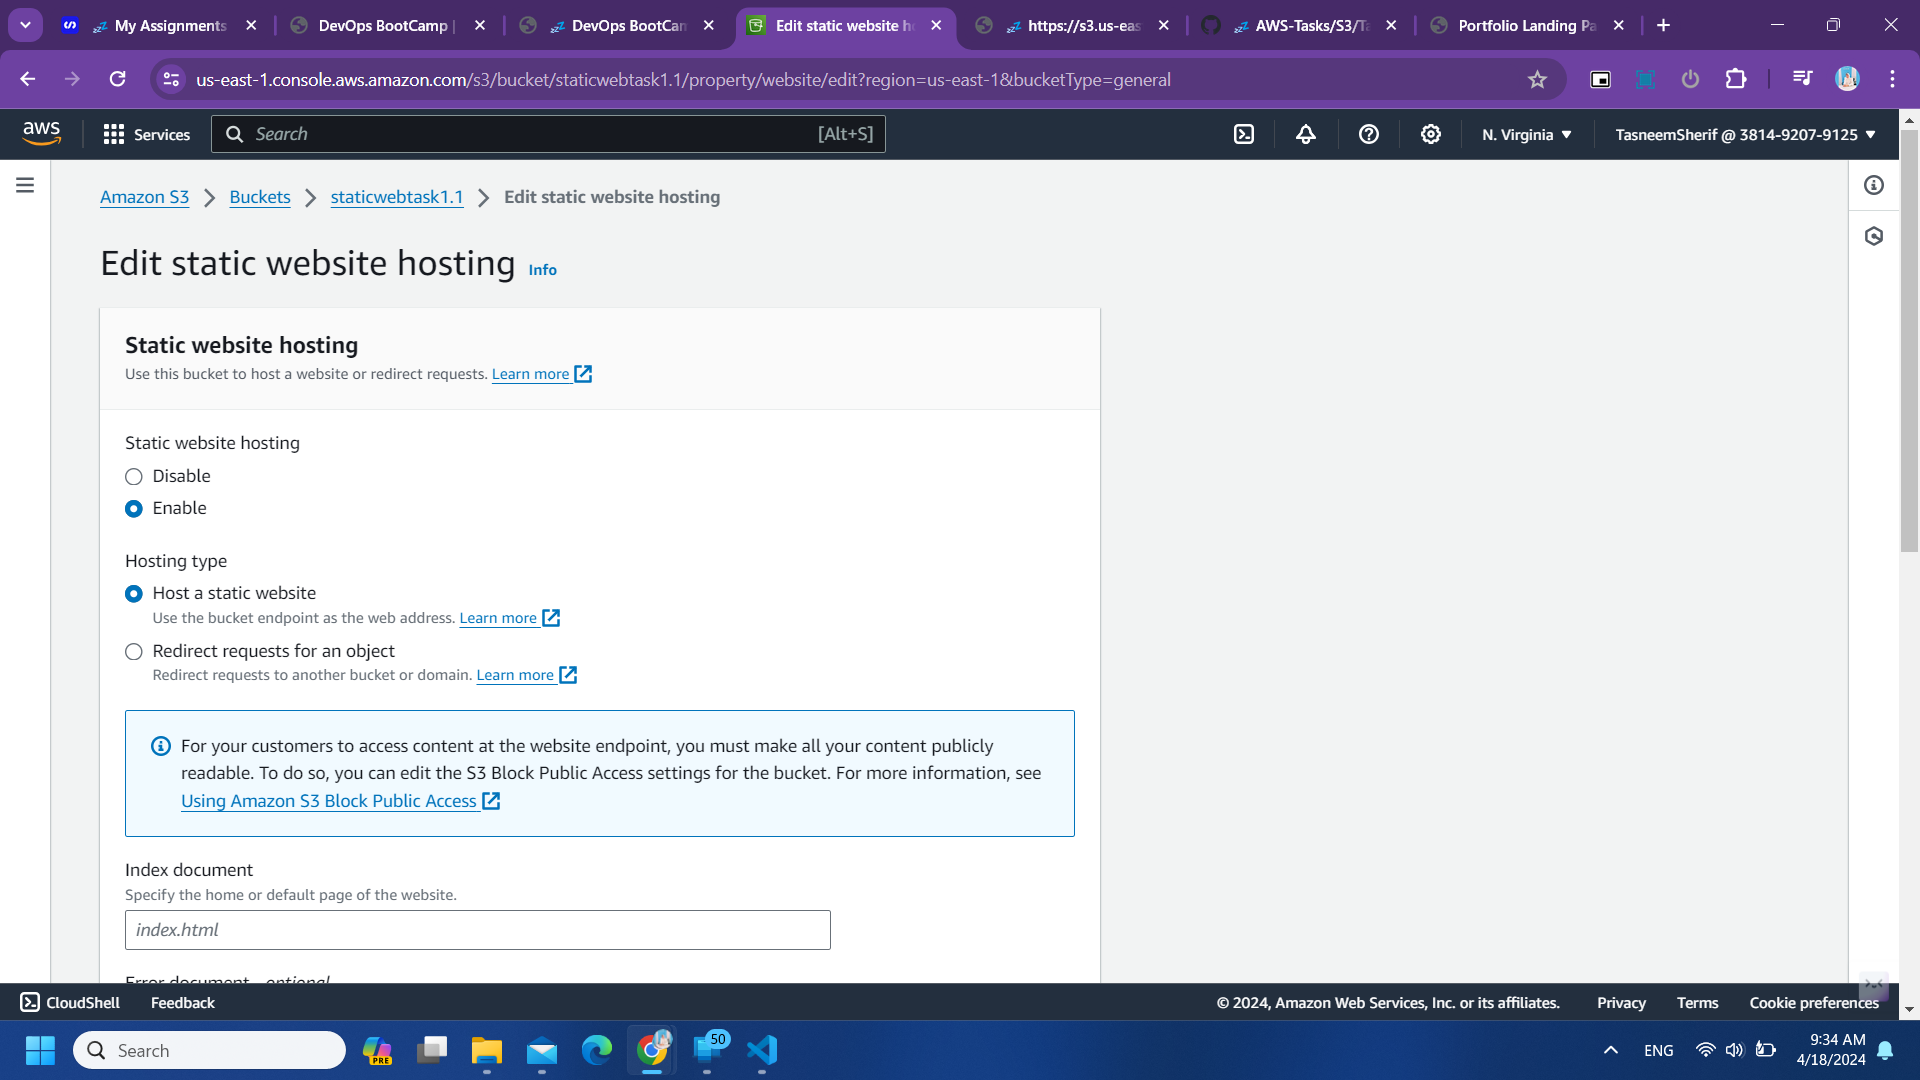 My Assignments
DevOps BootCamp |
DevOps BootCam
Edit static website h
https://s3.us-eas
AWS-Tasks/S3/Ta
Portfolio Landing Pa
us-east-1.console.aws.amazon.com/s3/bucket/staticwebtask1.1/property/website/edit?region=us-east-1&bucketType=general
aws
Services
Search
[Alt+S]
N. Virginia
TasneemSherif @ 3814-9207-9125
Amazon S3 > Buckets > staticwebtask1.1 > Edit static website hosting
Edit static website hosting Info
Static website hosting
Use this bucket to host a website or redirect requests. Learn more
Static website hosting
Disable
Enable
Hosting type
Host a static website
Use the bucket endpoint as the web address. Learn more
Redirect requests for an object
Redirect requests to another bucket or domain. Learn more
For your customers to access content at the website endpoint, you must make all your content publicly
readable. To do so, you can edit the S3 Block Public Access settings for the bucket. For more information, see
Using Amazon S3 Block Public Access
Index document
Specify the home or default page of the website.
index.html
Error document - optional
CloudShell
Feedback
© 2024, Amazon Web Services, Inc. or its affiliates.
Privacy
Terms
Cookie preferences
Search
PRE
50
ENG
9:34 AM
4/18/2024